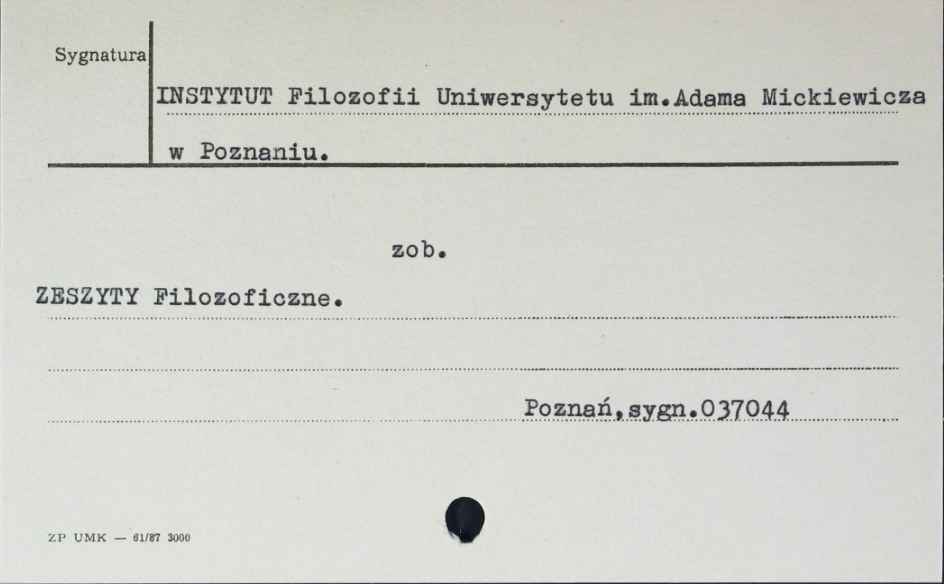 Sygnatura
INSTYTUT Filozofii Uniwersytetu im.Adama Mickiewicza
w Poznaniu.
zob.
ZESZYTY Filozoficzne.
Poznań,sygn.037044
ZP UMK — 61/87 3000